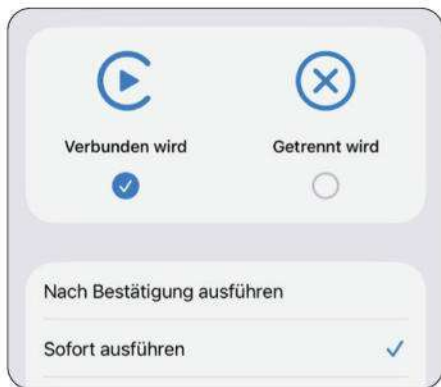 Verbunden wird
Getrennt wird
Nach Bestätigung ausführen
Sofort ausführen